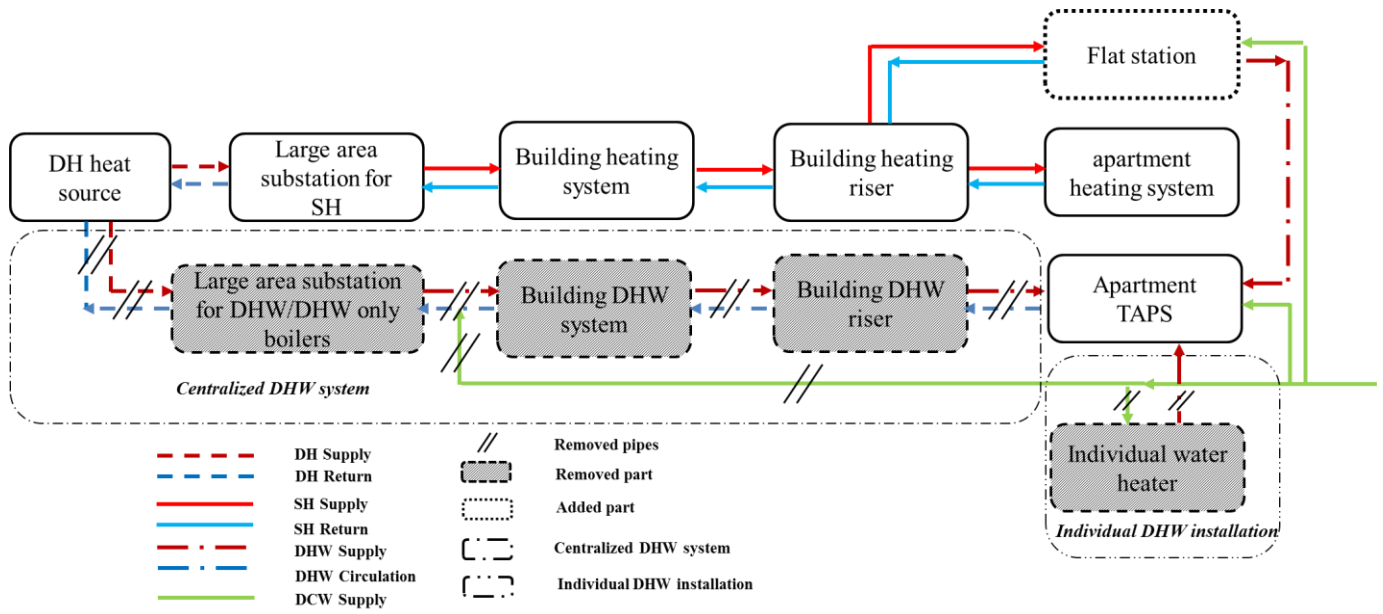 Flat station
DH heat
source
Large area
substation for
SH
Building heating
system
Building heating
riser
apartment
heating system
Large area substation
for DHW/DHW only
boilers
Building DHW
system
Building DHW
riser
Apartment
TAPS
Centralized DHW system
Individual water
heater
Individual DHW installation
DH Supply
DH Return
SH Supply
SH Return
DHW Supply
DHW Circulation
DCW Supply
Removed pipes
Removed part
Added part
Centralized DHW system
Individual DHW installation